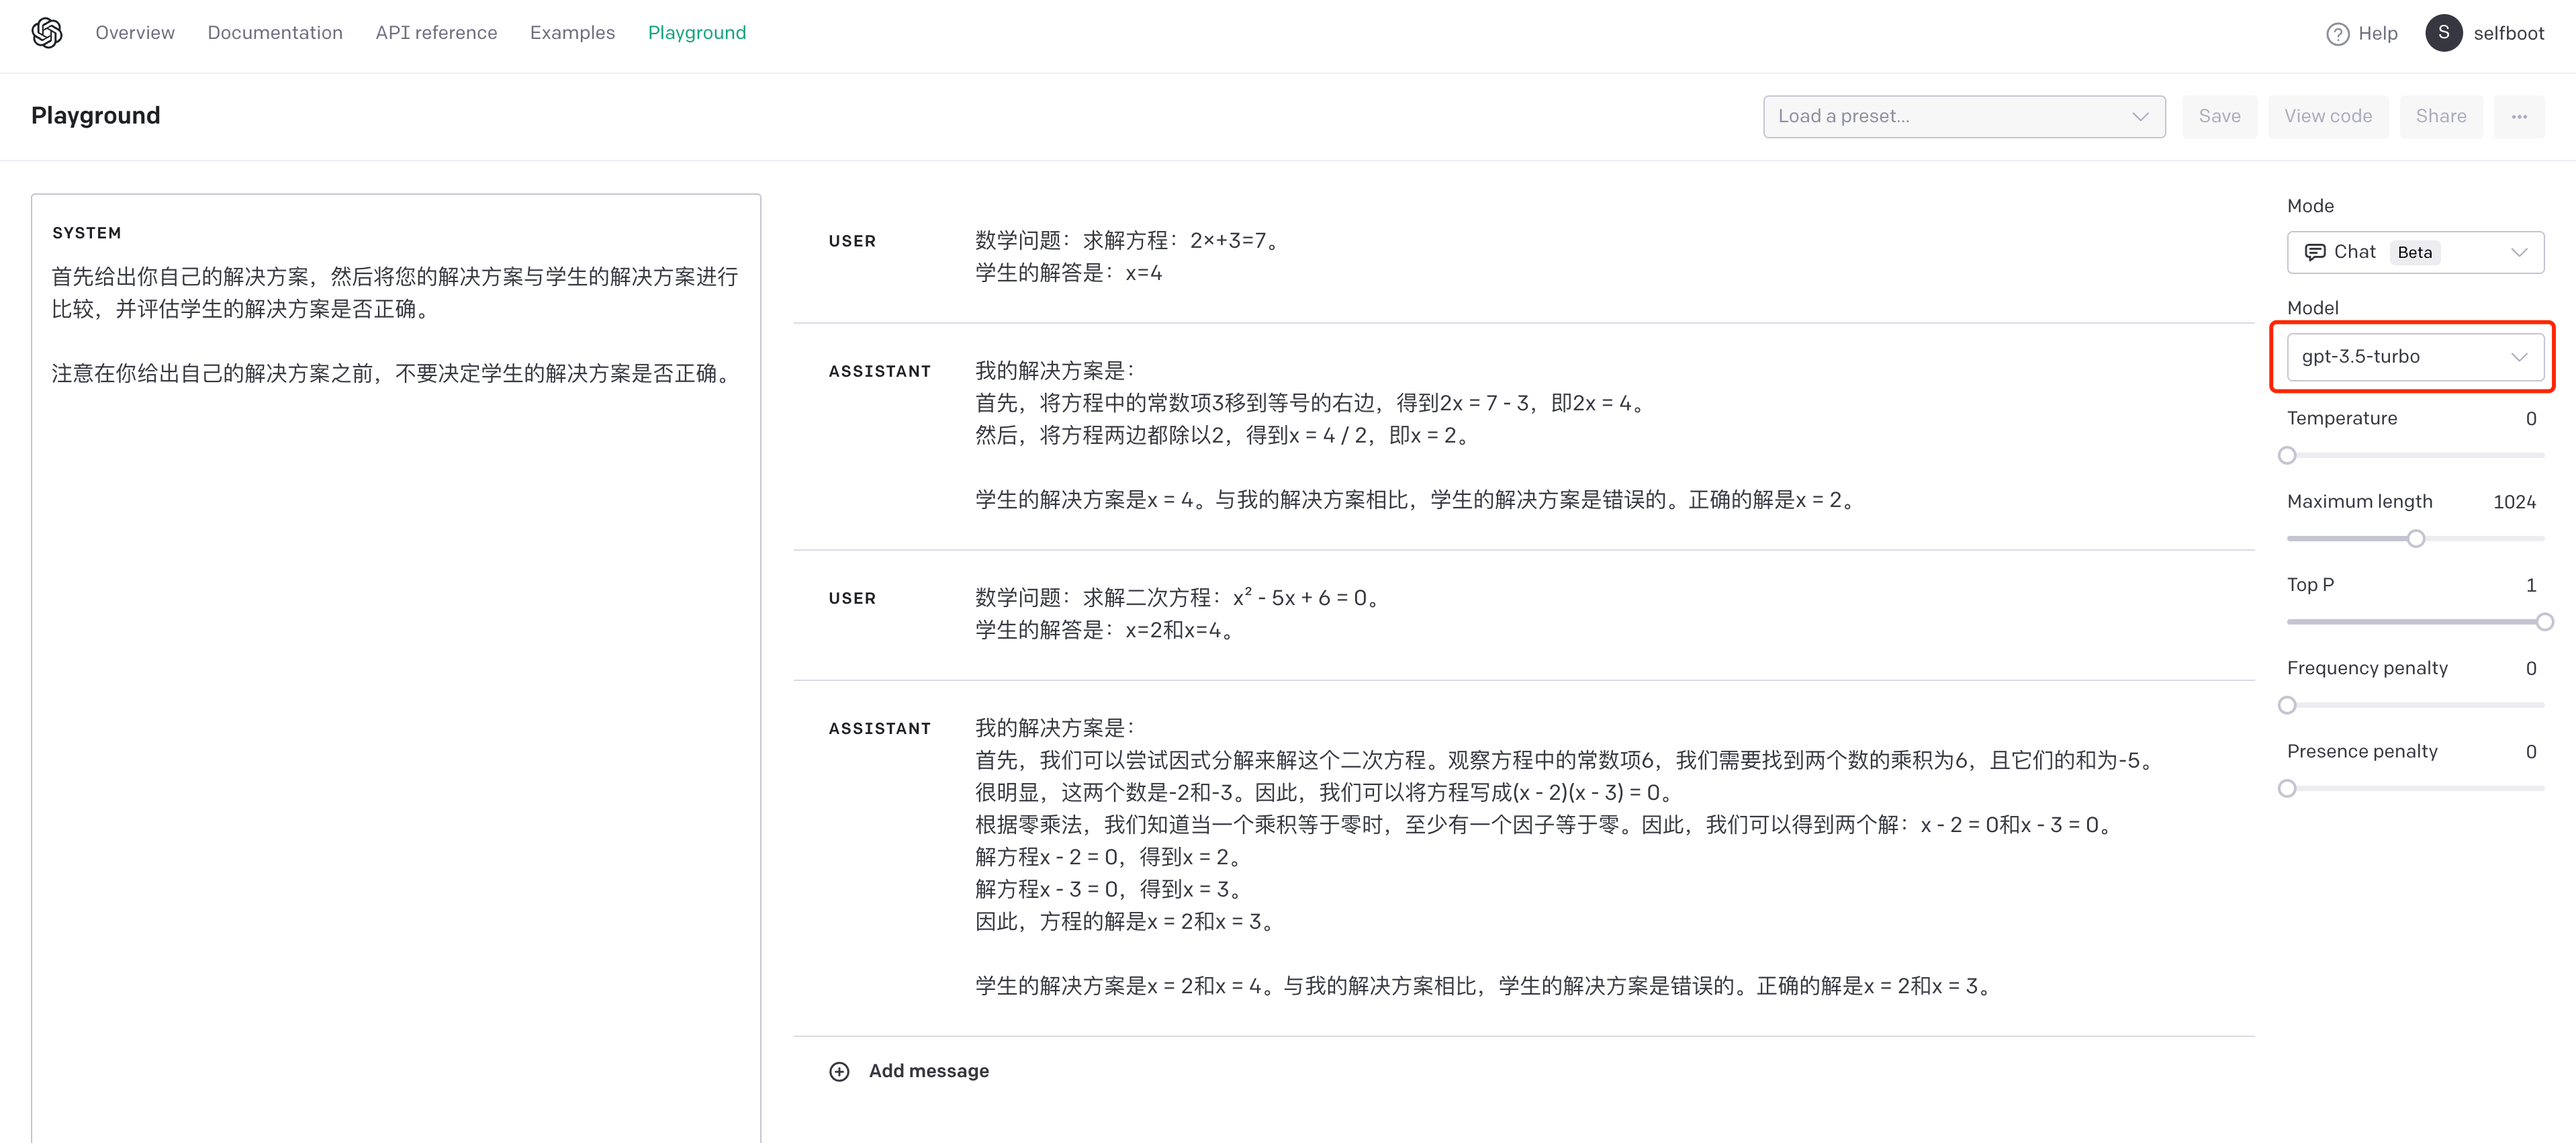 Overview Documentation API reference Examples Playground Help S selfboot
Playground
Load a preset... Save View code Share ...
SYSTEM
首先给出你自己的解决方案，然后将您的解决方案与学生的解决方案进行
比较，并评估学生的解决方案是否正确。
注意在你给出自己的解决方案之前，不要决定学生的解决方案是否正确。
USER
数学问题：求解方程：2×+3=7。
学生的解答是：x=4
ASSISTANT
我的解决方案是：
首先，将方程中的常数项3移到等号的右边，得到2x = 7 - 3，即2x = 4。
然后，将方程两边都除以2，得到x = 4 / 2，即x = 2。
学生的解决方案是x = 4。与我的解决方案相比，学生的解决方案是错误的。正确的解是x = 2。
USER
数学问题：求解二次方程：x² - 5x + 6 = 0。
学生的解答是：x=2和x=4。
ASSISTANT
我的解决方案是：
首先，我们可以尝试因式分解来解这个二次方程。观察方程中的常数项6，我们需要找到两个数的乘积为6，且它们的和为-5。
很明显，这两个数是-2和-3。因此，我们可以将方程写成(x - 2)(x - 3) = 0。
根据零乘法，我们知道当一个乘积等于零时，至少有一个因子等于零。因此，我们可以得到两个解：x - 2 = 0和x - 3 = 0。
解方程x - 2 = 0，得到x = 2。
解方程x - 3 = 0，得到x = 3。
因此，方程的解是x = 2和x = 3。
学生的解决方案是x = 2和x = 4。与我的解决方案相比，学生的解决方案是错误的。正确的解是x = 2和x = 3。
Add message
Mode
Chat Beta
Model
gpt-3.5-turbo
Temperature 0
Maximum length 1024
Top P 1
Frequency penalty 0
Presence penalty 0